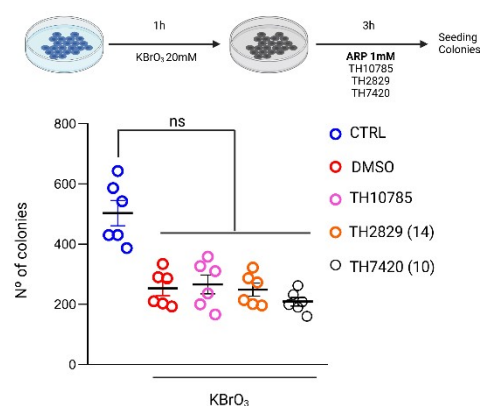 1h
KBrO₃ 20mM
3h
ARP 1mM
TH10785
TH2829
TH7420
Seeding
Colonies
Nº of colonies
800
600
400
200
0
ns
CTRL
DMSO
TH10785
TH2829 (14)
TH7420 (10)
KBrO₃